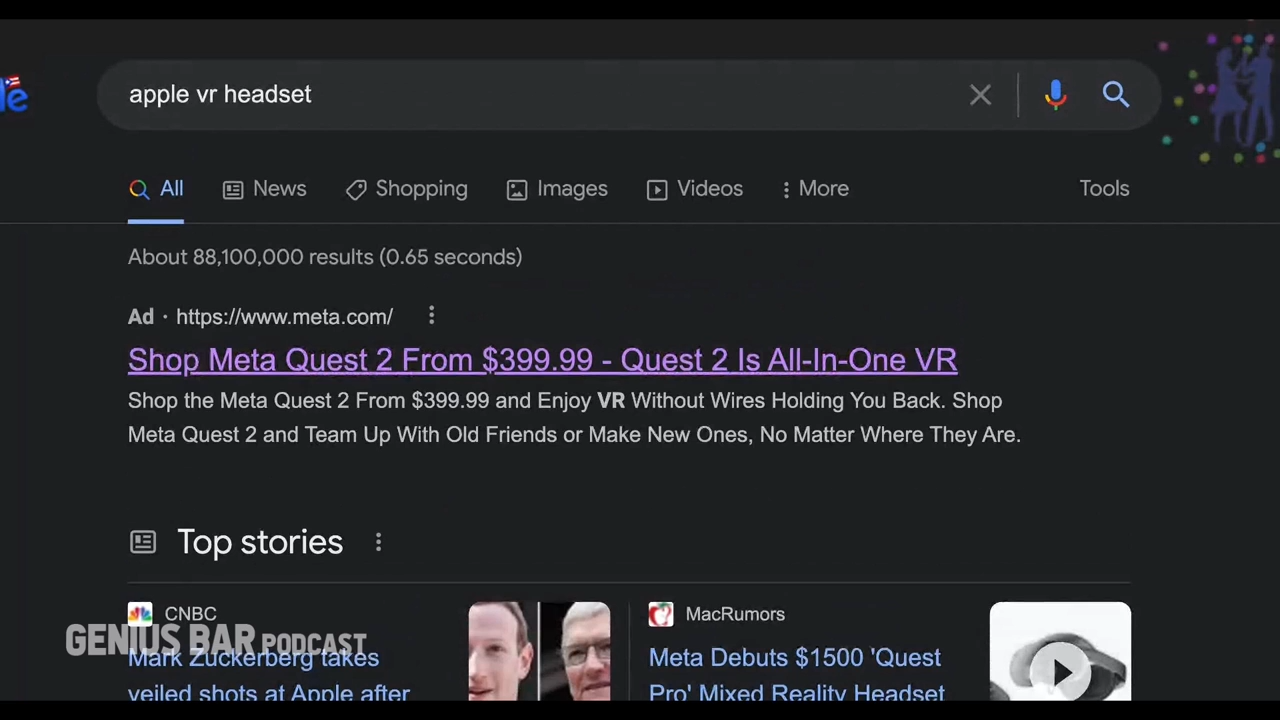 le
apple vr headset
All News Shopping Images Videos More Tools
About 88,100,000 results (0.65 seconds)
Ad · https://www.meta.com/
Shop Meta Quest 2 From $399.99 - Quest 2 Is All-In-One VR
Shop the Meta Quest 2 From $399.99 and Enjoy VR Without Wires Holding You Back. Shop
Meta Quest 2 and Team Up With Old Friends or Make New Ones, No Matter Where They Are.
Top stories
CNBC
Mark Zuckerberg takes
veiled shots at Apple after
MacRumors
Meta Debuts $1500 'Quest
Pro' Mixed Reality Headset
GENIUS BAR PODCAST